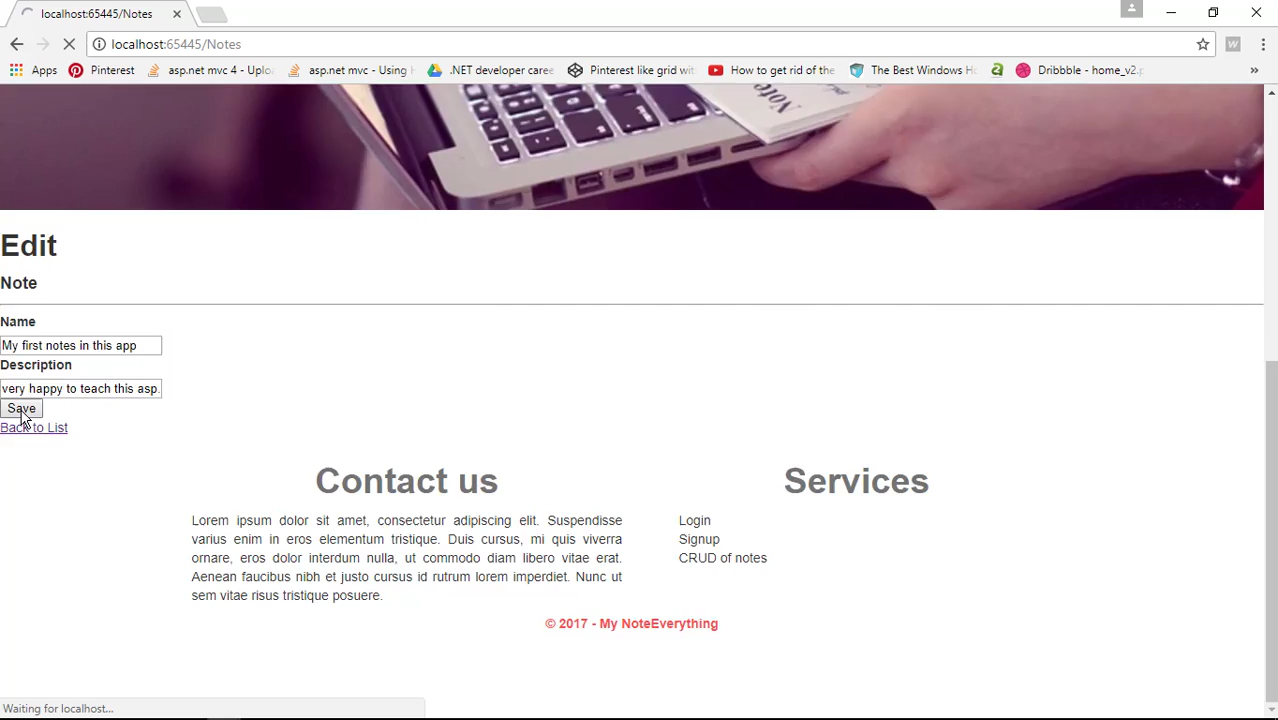 localhost:65445/Notes
localhost:65445/Notes
Apps
Pinterest
asp.net mvc 4 - Uplo
asp.net mvc - Using
.NET developer caree
Pinterest like grid wit
How to get rid of the
The Best Windows H
Dribbble - home_v2.p
»
Note
Edit
Note
Name
My first notes in this app
Description
very happy to teach this asp.
Save
Back to List
Contact us
Services
Lorem ipsum dolor sit amet, consectetur adipiscing elit. Suspendisse
varius enim in eros elementum tristique. Duis cursus, mi quis viverra
ornare, eros dolor interdum nulla, ut commodo diam libero vitae erat.
Aenean faucibus nibh et justo cursus id rutrum lorem imperdiet. Nunc ut
sem vitae risus tristique posuere.
Login
Signup
CRUD of notes
© 2017 - My NoteEverything
Waiting for localhost...